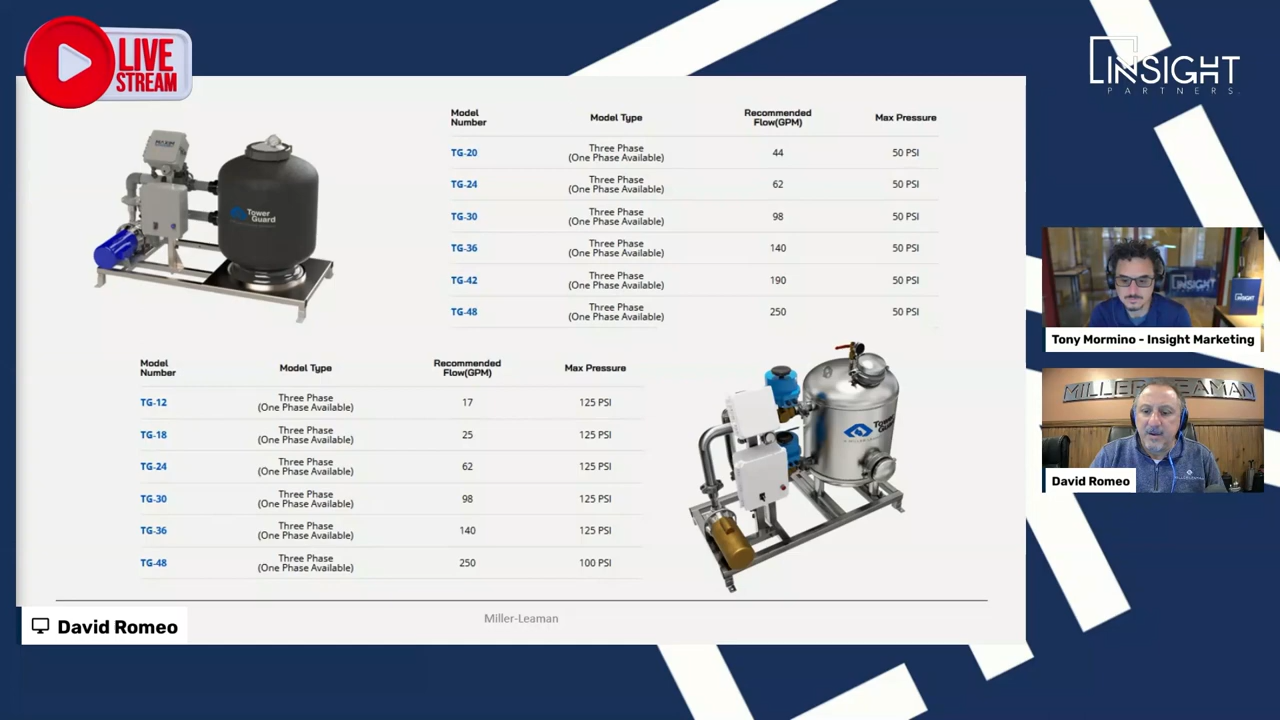 LIVE
STREAM
INSIGHT
PARTNERS
Model Number Model Type Recommended Flow(GPM) Max Pressure
TG-20 Three Phase (One Phase Available) 44 50 PSI
TG-24 Three Phase (One Phase Available) 62 50 PSI
TG-30 Three Phase (One Phase Available) 98 50 PSI
TG-36 Three Phase (One Phase Available) 140 50 PSI
TG-42 Three Phase (One Phase Available) 190 50 PSI
TG-48 Three Phase (One Phase Available) 250 50 PSI
Tower
Guard
Model Number Model Type Recommended Flow(GPM) Max Pressure
TG-12 Three Phase (One Phase Available) 17 125 PSI
TG-18 Three Phase (One Phase Available) 25 125 PSI
TG-24 Three Phase (One Phase Available) 62 125 PSI
TG-30 Three Phase (One Phase Available) 98 125 PSI
TG-36 Three Phase (One Phase Available) 140 125 PSI
TG-48 Three Phase (One Phase Available) 250 100 PSI
Tower
Guard
Miller-Leaman
David Romeo
INSIGHT
Tony Mormino - Insight Marketing
MILLER-LEAMAN
David Romeo